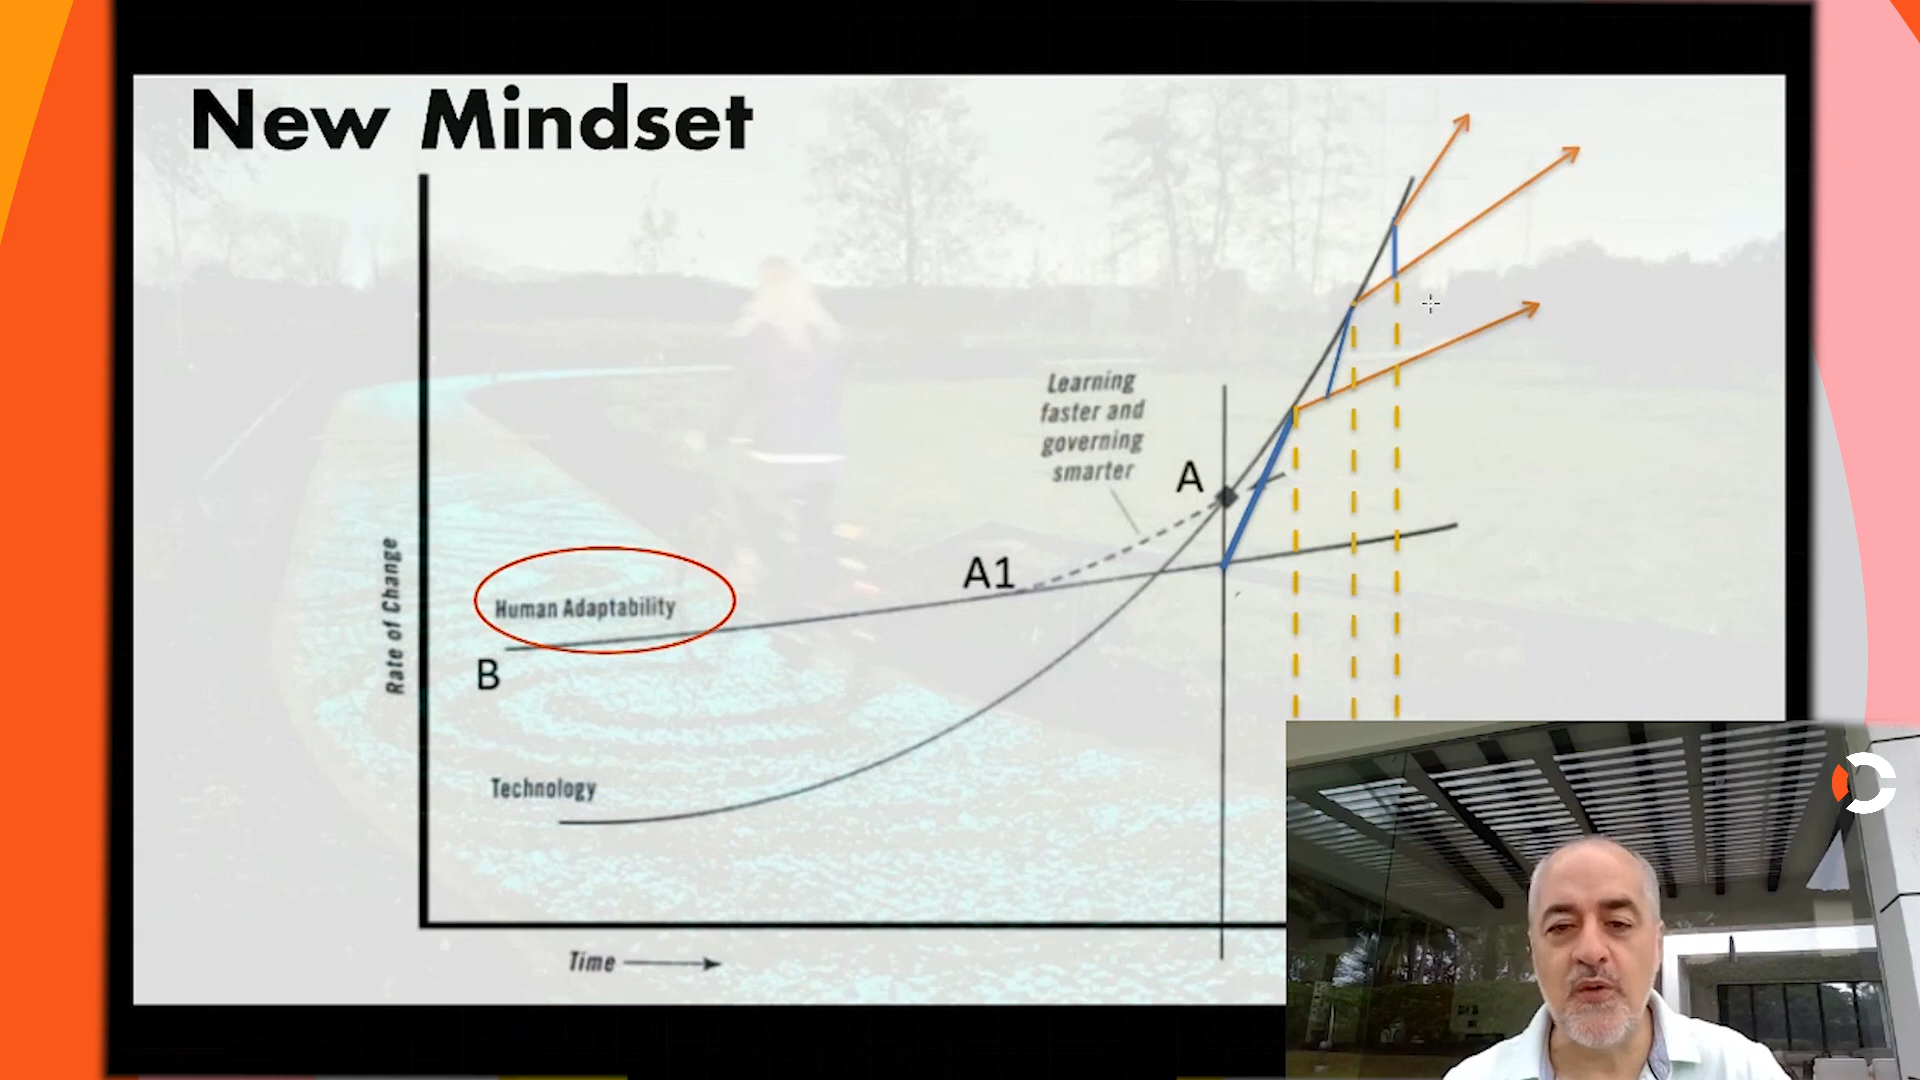 New Mindset
Learning
faster and
governing
smarter
A
A1
Human Adaptability
B
Rate of Change
Technology
Time